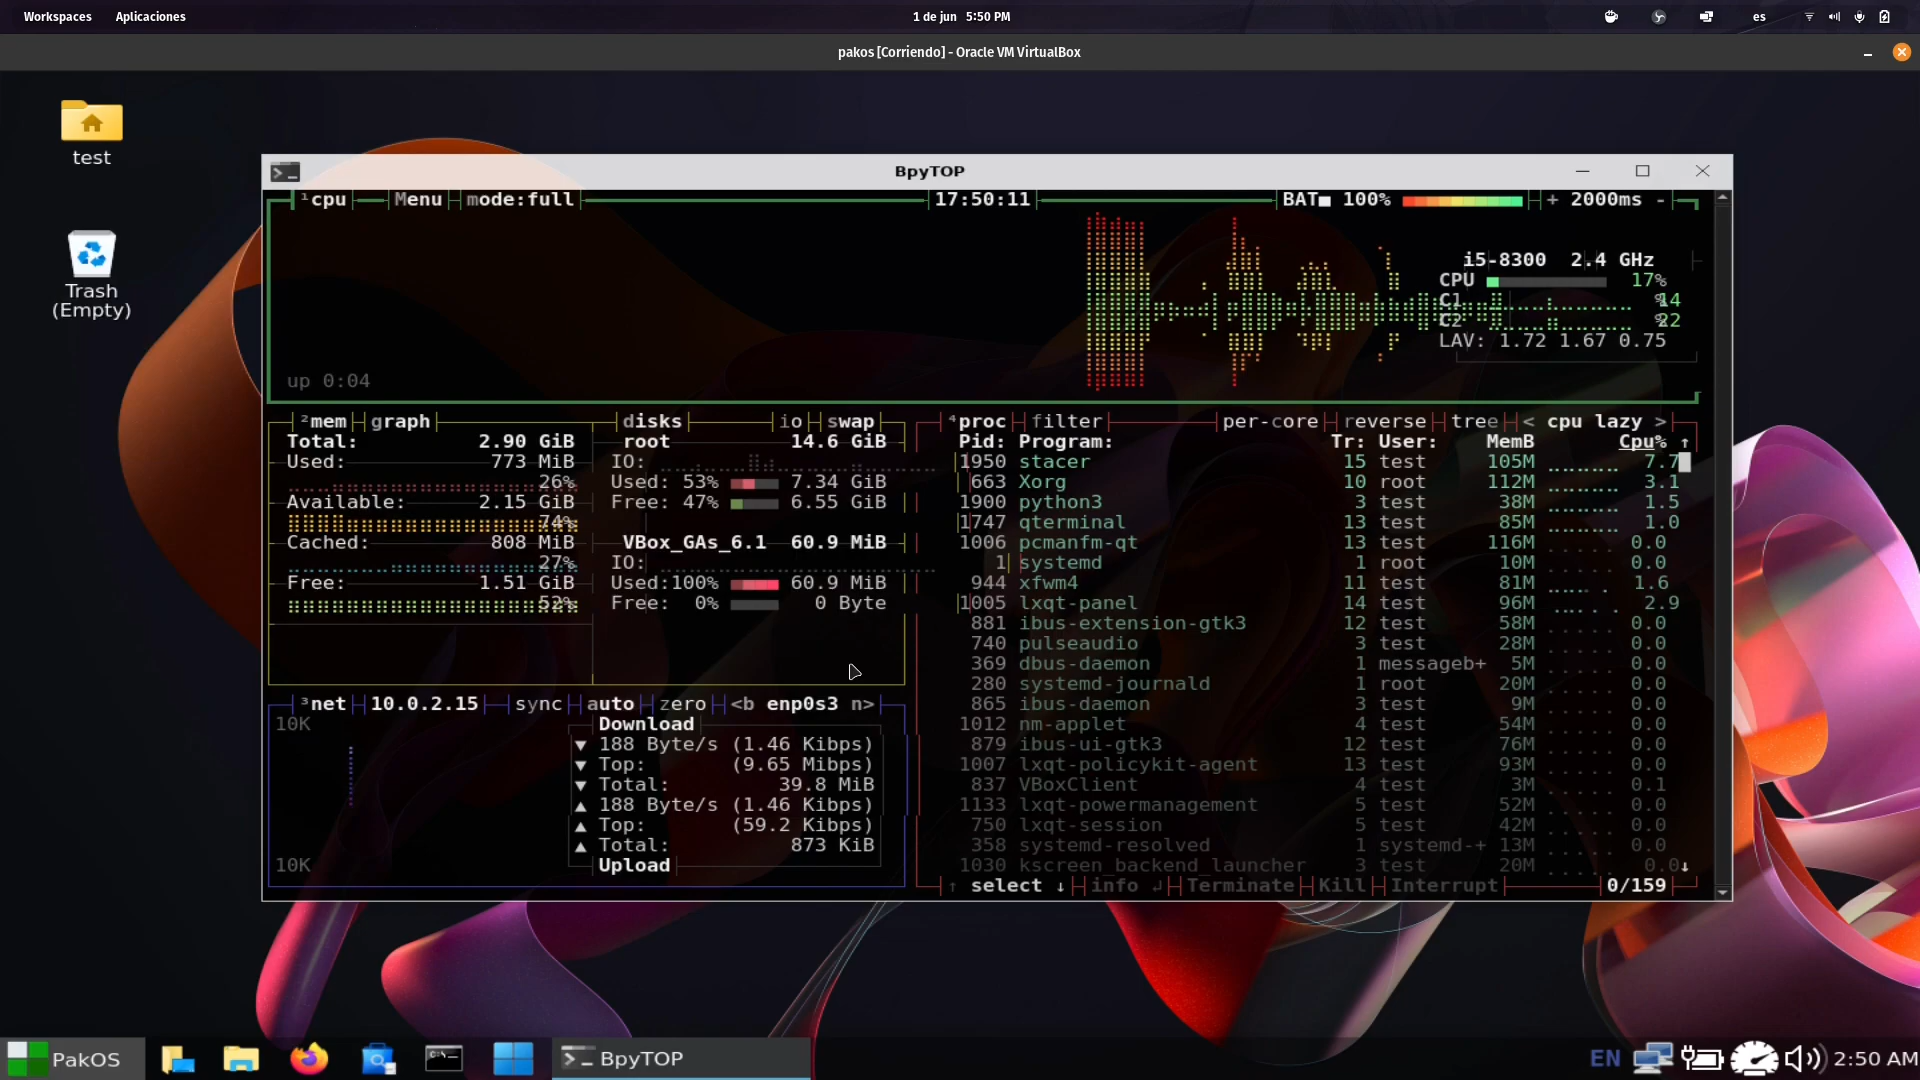 Workspaces Aplicaciones 1 de jun 5:50 PM es
pakos [Corriendo] - Oracle VM VirtualBox
test
Trash
(Empty)
BpyTOP
¹cpu Menu mode:full 17:50:11 BAT■ 100% + 2000ms -
i5-8300 2.4 GHz
CPU 17%
C1 14
C2 22
LAV: 1.72 1.67 0.75
up 0:04
²mem graph disks io swap
Total: 2.90 GiB root 14.6 GiB
Used: 773 MiB IO:
26% Used: 53% 7.34 GiB
Available: 2.15 GiB Free: 47% 6.55 GiB
74%
Cached: 808 MiB VBox_GAs_6.1 60.9 MiB
27% IO:
Free: 1.51 GiB Used:100% 60.9 MiB
52% Free: 0% 0 Byte
³net 10.0.2.15 sync auto zero <b enp0s3 n>
10K Download
▼ 188 Byte/s (1.46 Kibps)
▼ Top: (9.65 Mibps)
▼ Total: 39.8 MiB
▲ 188 Byte/s (1.46 Kibps)
▲ Top: (59.2 Kibps)
▲ Total: 873 KiB
10K Upload
⁴proc filter per-core reverse tree < cpu lazy >
Pid: Program: Tr: User: MemB Cpu% ↑
1950 stacer 15 test 105M 7.7
663 Xorg 10 root 112M 3.1
1900 python3 3 test 38M 1.5
1747 qterminal 13 test 85M 1.0
1006 pcmanfm-qt 13 test 116M 0.0
1 systemd 1 root 10M 0.0
944 xfwm4 11 test 81M 1.6
1005 lxqt-panel 14 test 96M 2.9
881 ibus-extension-gtk3 12 test 58M 0.0
740 pulseaudio 3 test 28M 0.0
369 dbus-daemon 1 messageb+ 5M 0.0
280 systemd-journald 1 root 20M 0.0
865 ibus-daemon 3 test 9M 0.0
1012 nm-applet 4 test 54M 0.0
879 ibus-ui-gtk3 12 test 76M 0.0
1007 lxqt-policykit-agent 13 test 93M 0.0
837 VBoxClient 4 test 3M 0.1
1133 lxqt-powermanagement 5 test 52M 0.0
750 lxqt-session 5 test 42M 0.0
358 systemd-resolved 1 systemd-+ 13M 0.0
1030 kscreen_backend_launcher 3 test 20M 0.0↓
↑ select ↓ info ↲ Terminate Kill Interrupt 0/159
PakOS BpyTOP EN 2:50 AM